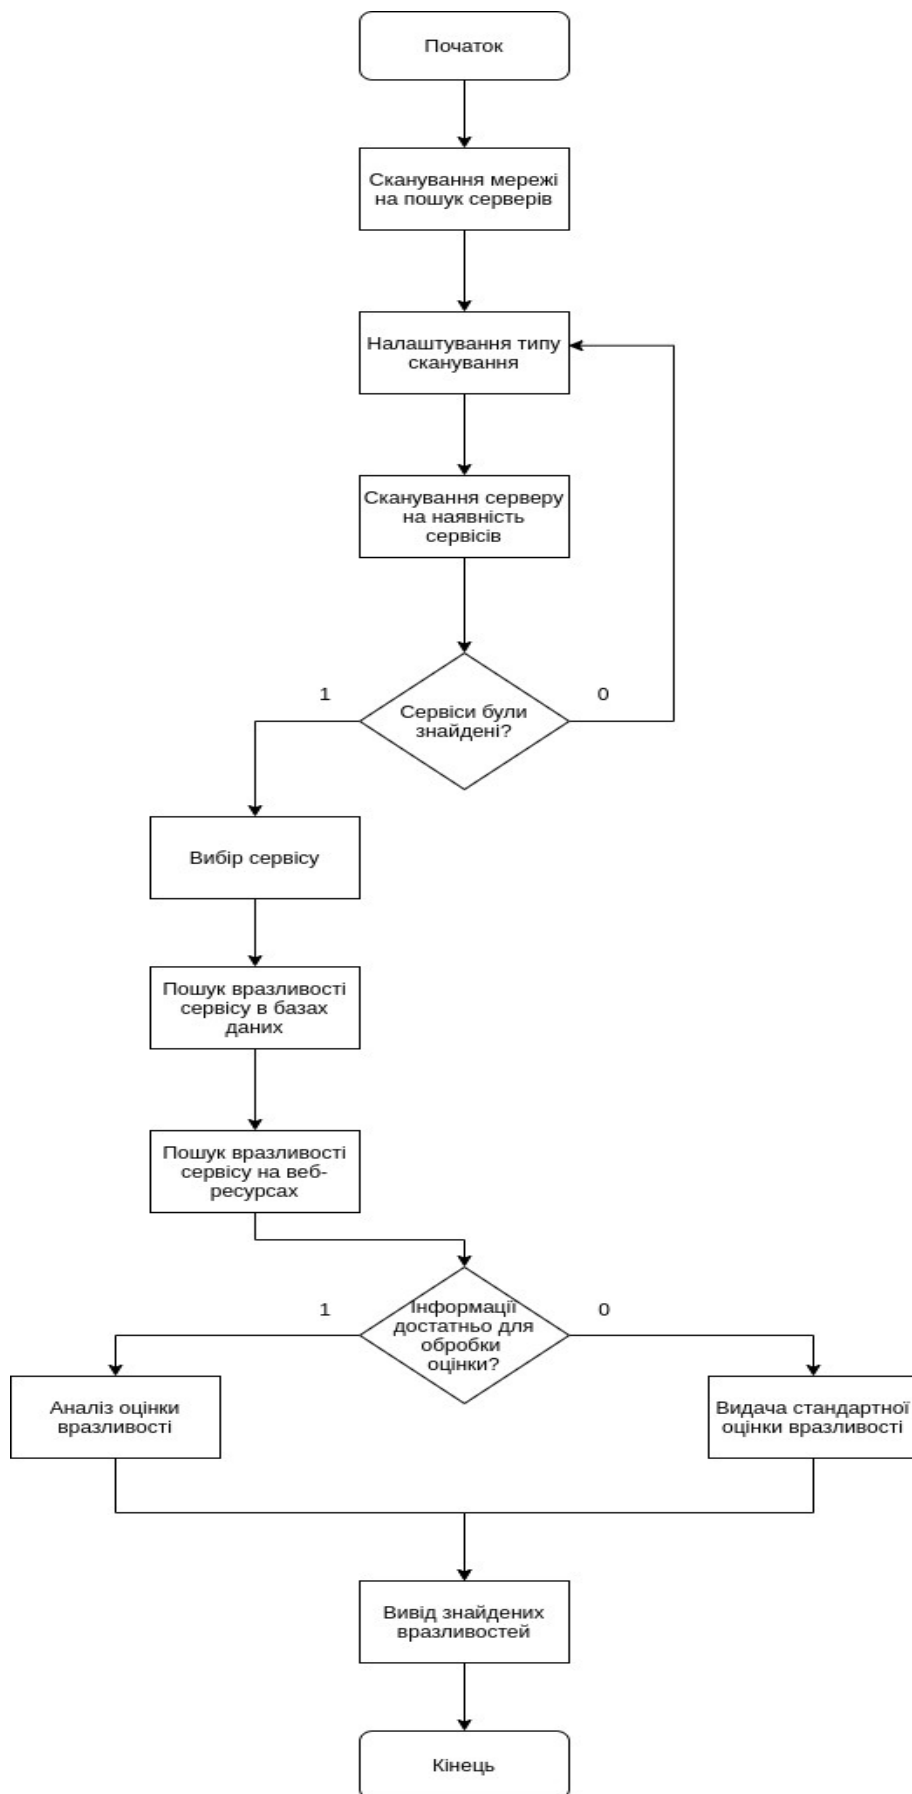 Початок
Сканування мережі
на пошук серверів
Налаштування типу
сканування
Сканування серверу
на наявність
сервісів
1
0
Сервіси були
знайдені?
Вибір сервісу
Пошук вразливості
сервісу в базах
даних
Пошук вразливості
сервісу на веб-
ресурсах
1
0
Інформації
достатньо для
обробки
оцінки?
Аналіз оцінки
вразливості
Видача стандартної
оцінки вразливості
Вивід знайдених
вразливостей
Кінець